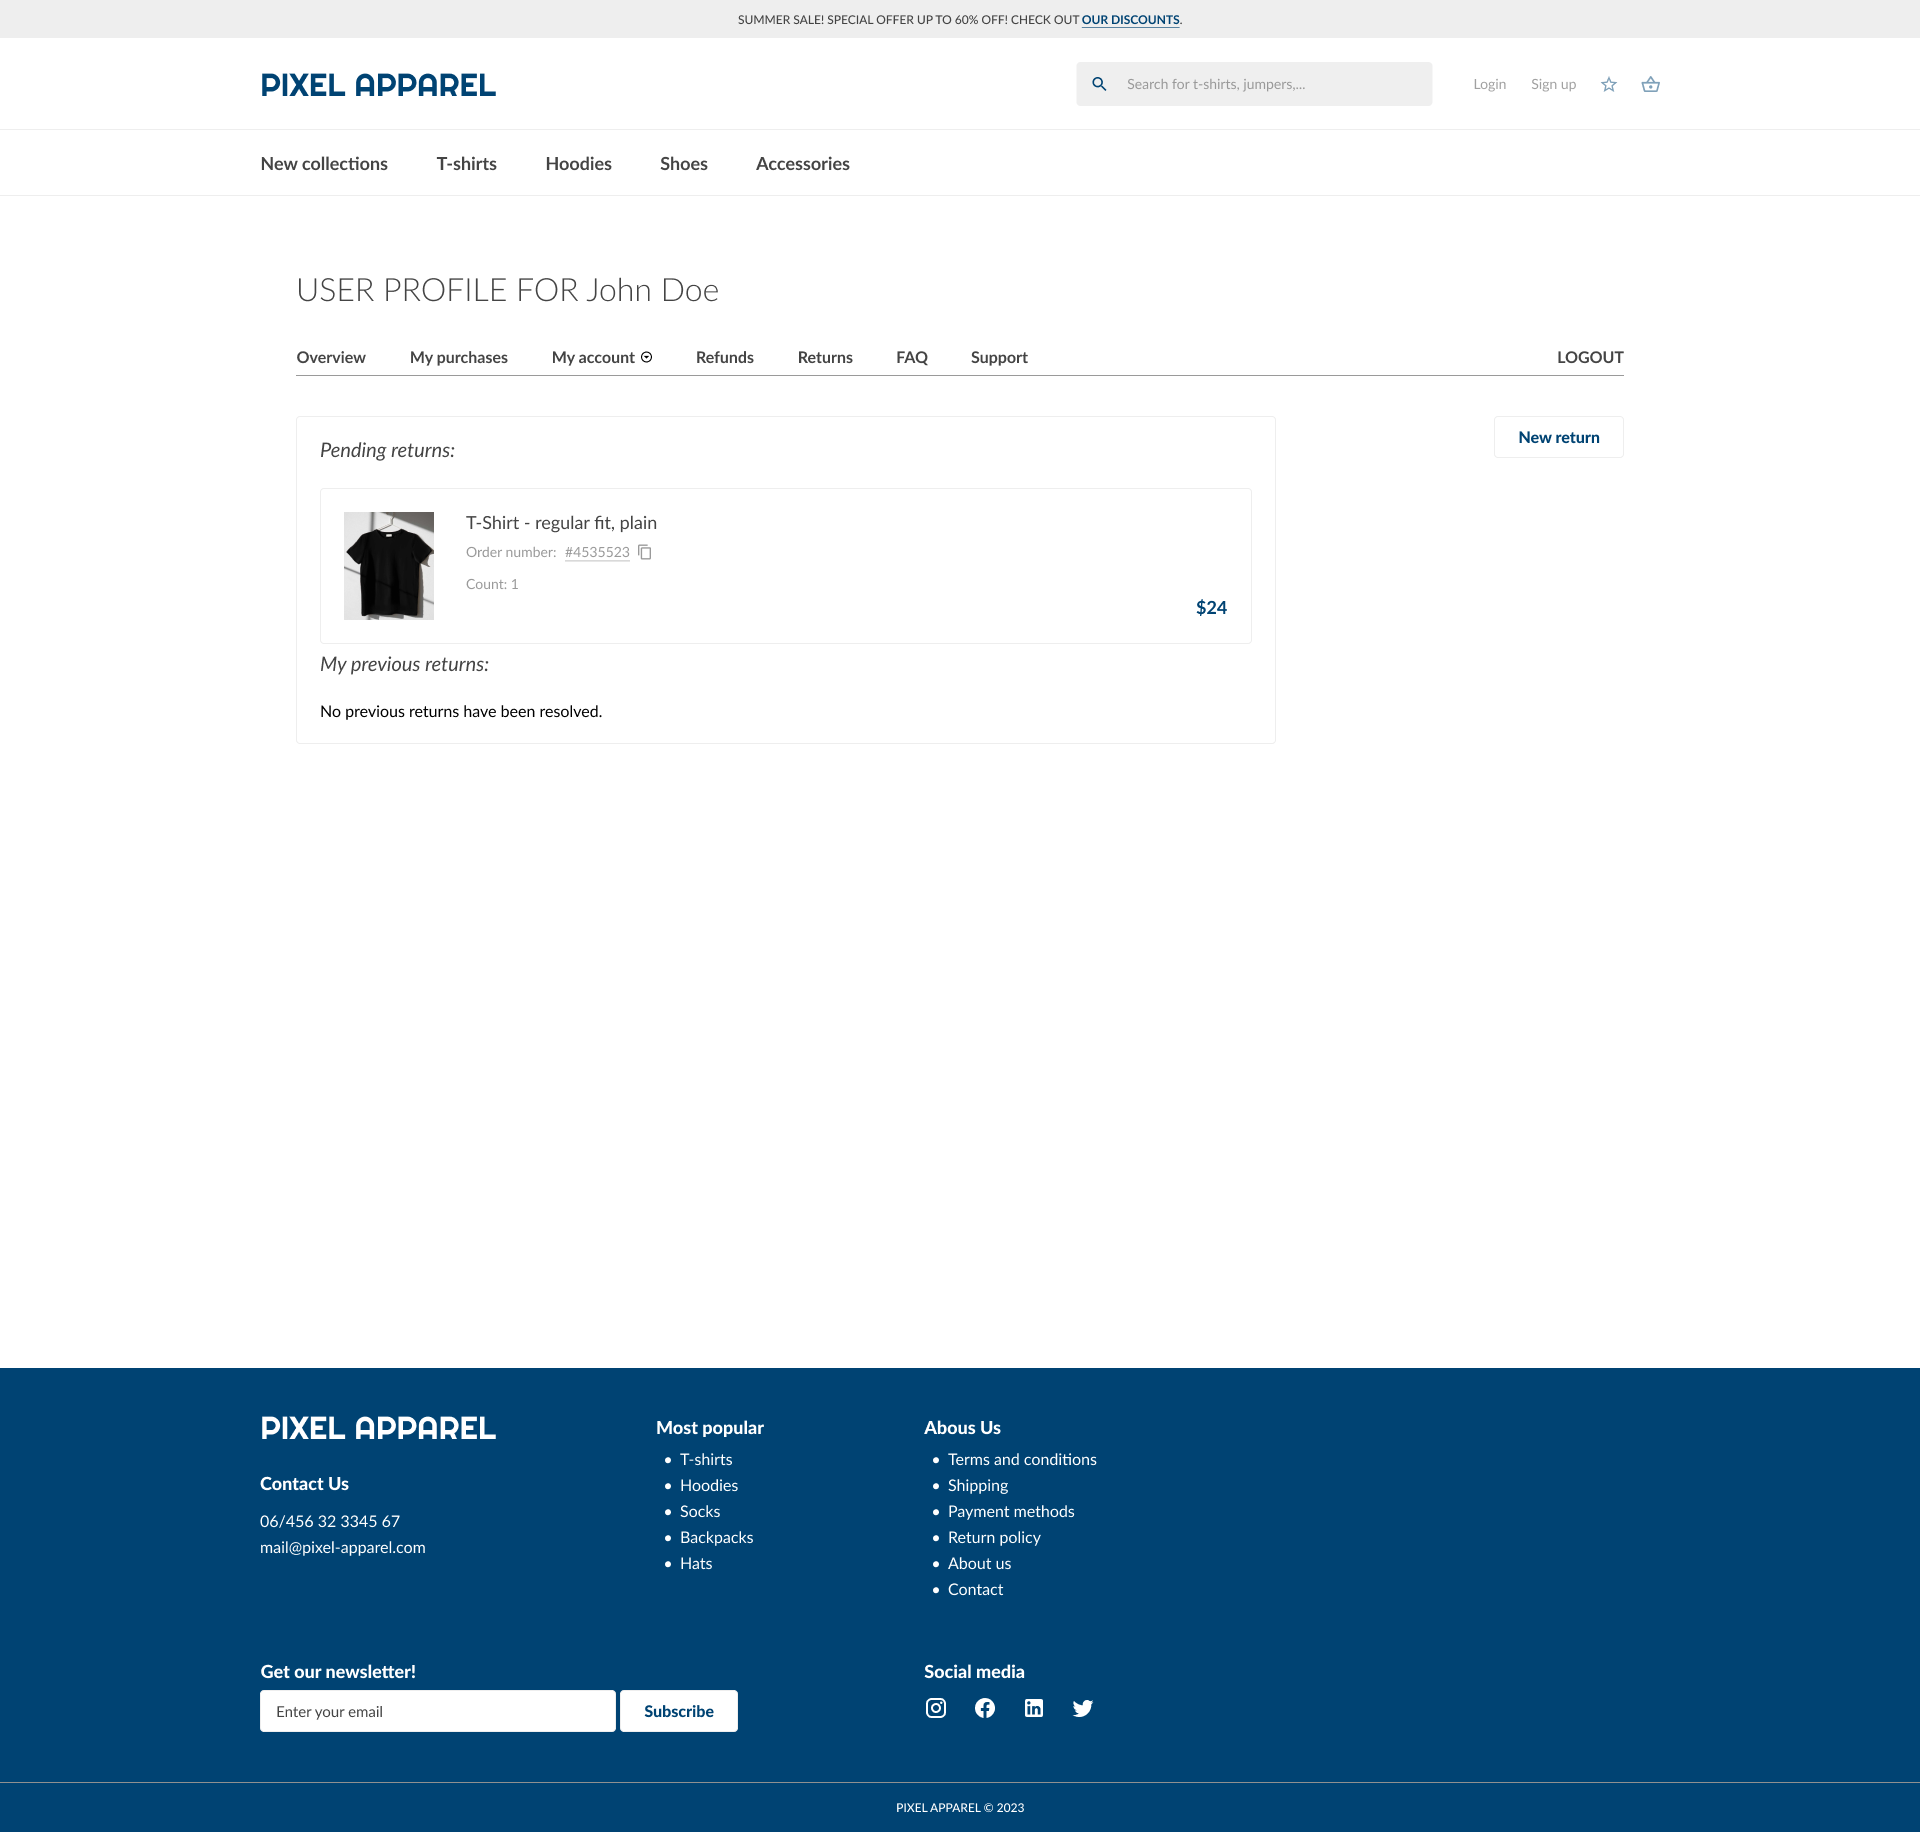 SUMMER SALE! SPECIAL OFFER UP TO 60% OFF! CHECK OUT OUR DISCOUNTS.
PIXEL APPAREL
Search for t-shirts, jumpers,...
Login
Sign up
New collections
T-shirts
Hoodies
Shoes
Accessories
USER PROFILE FOR John Doe
Overview
My purchases
My account
Refunds
Returns
FAQ
Support
LOGOUT
Pending returns:
New return
T-Shirt - regular fit, plain
Order number: #4535523
Count: 1
$24
My previous returns:
No previous returns have been resolved.
PIXEL APPAREL
Contact Us
06/456 32 3345 67
mail@pixel-apparel.com
Most popular
• T-shirts
• Hoodies
• Socks
• Backpacks
• Hats
Abous Us
• Terms and conditions
• Shipping
• Payment methods
• Return policy
• About us
• Contact
Get our newsletter!
Enter your email
Subscribe
Social media
PIXEL APPAREL © 2023